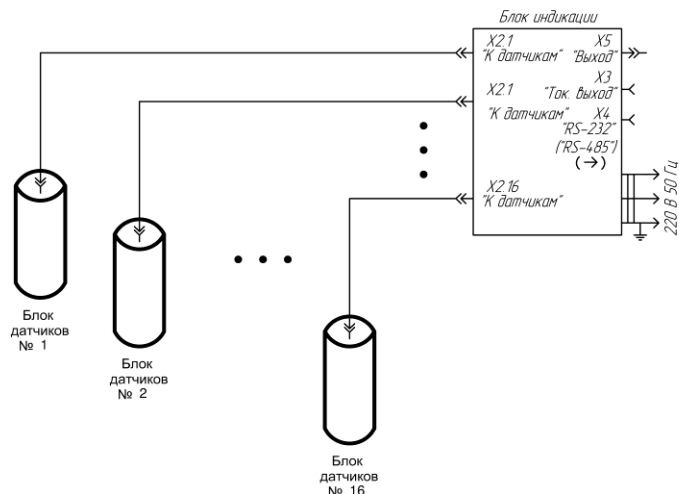 Блок индикации
X2.1
"К датчикам"
X5
"Выход"
X3
"Ток. выход"
X2.1
"К датчикам"
X4
"RS-232"
("RS-485")
(→)
X2.16
"К датчикам"
220 В 50 Гц
Блок
датчиков
№ 1
Блок
датчиков
№ 2
Блок
датчиков
№ 16